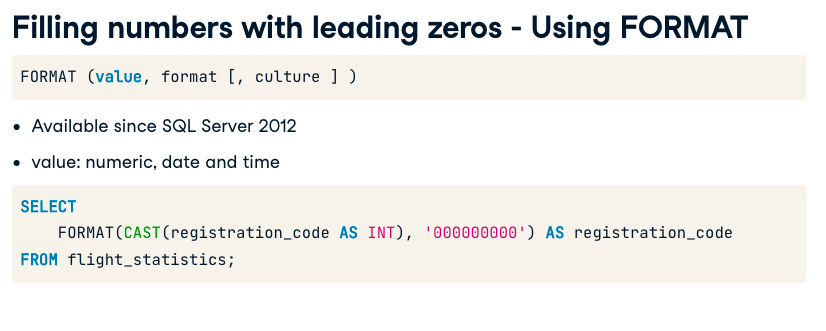 Filling numbers with leading zeros - Using FORMAT
FORMAT (value, format [, culture ] )
• Available since SQL Server 2012
• value: numeric, date and time
SELECT
    FORMAT(CAST(registration_code AS INT), '000000000') AS registration_code
FROM flight_statistics;